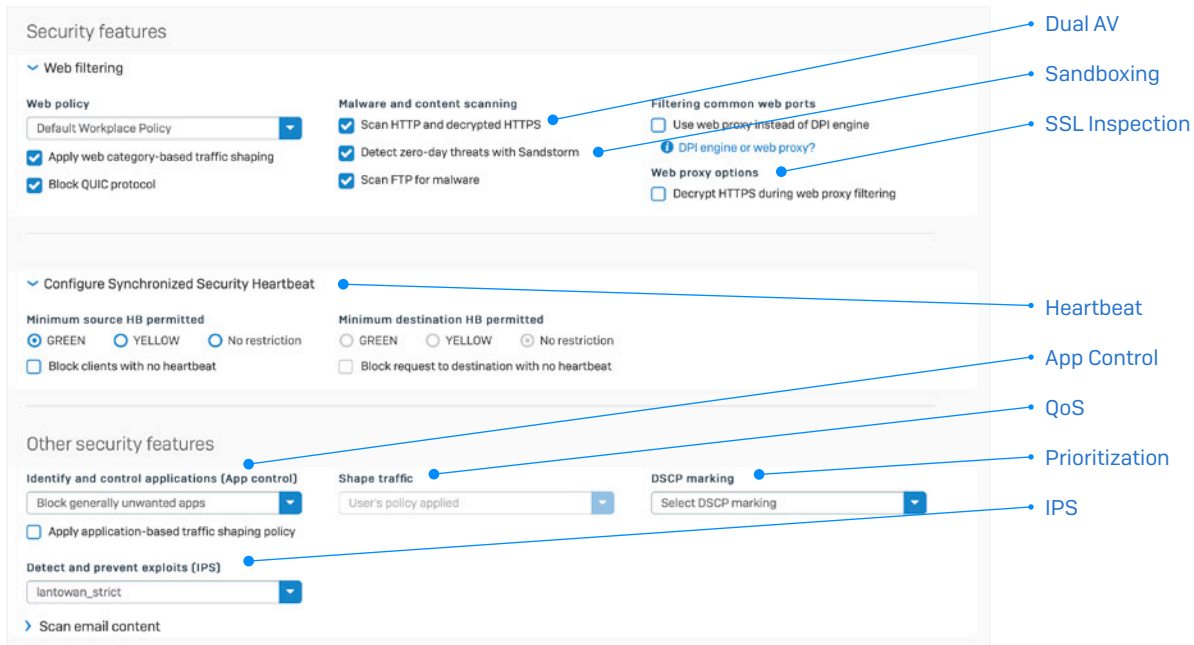 Security features
Web filtering
Web policy
Default Workplace Policy
Apply web category-based traffic shaping
Block QUIC protocol
Malware and content scanning
Scan HTTP and decrypted HTTPS
Detect zero-day threats with Sandstorm
Scan FTP for malware
Filtering common web ports
Use web proxy instead of DPI engine
DPI engine or web proxy?
Web proxy options
Decrypt HTTPS during web proxy filtering
Configure Synchronized Security Heartbeat
Minimum source HB permitted
GREEN YELLOW No restriction
Block clients with no heartbeat
Minimum destination HB permitted
GREEN YELLOW No restriction
Block request to destination with no heartbeat
Other security features
Identify and control applications (App control)
Block generally unwanted apps
Apply application-based traffic shaping policy
Shape traffic
User's policy applied
DSCP marking
Select DSCP marking
Detect and prevent exploits (IPS)
lantowan_strict
Scan email content
Dual AV
Sandboxing
SSL Inspection
Heartbeat
App Control
QoS
Prioritization
IPS